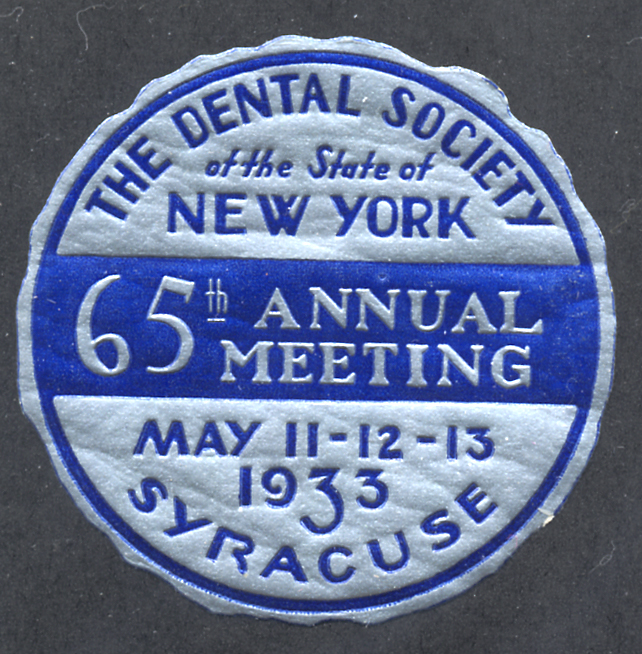 THE DENTAL SOCIETY
of the State of
NEW YORK
65th ANNUAL
MEETING
MAY 11-12-13
1933
SYRACUSE